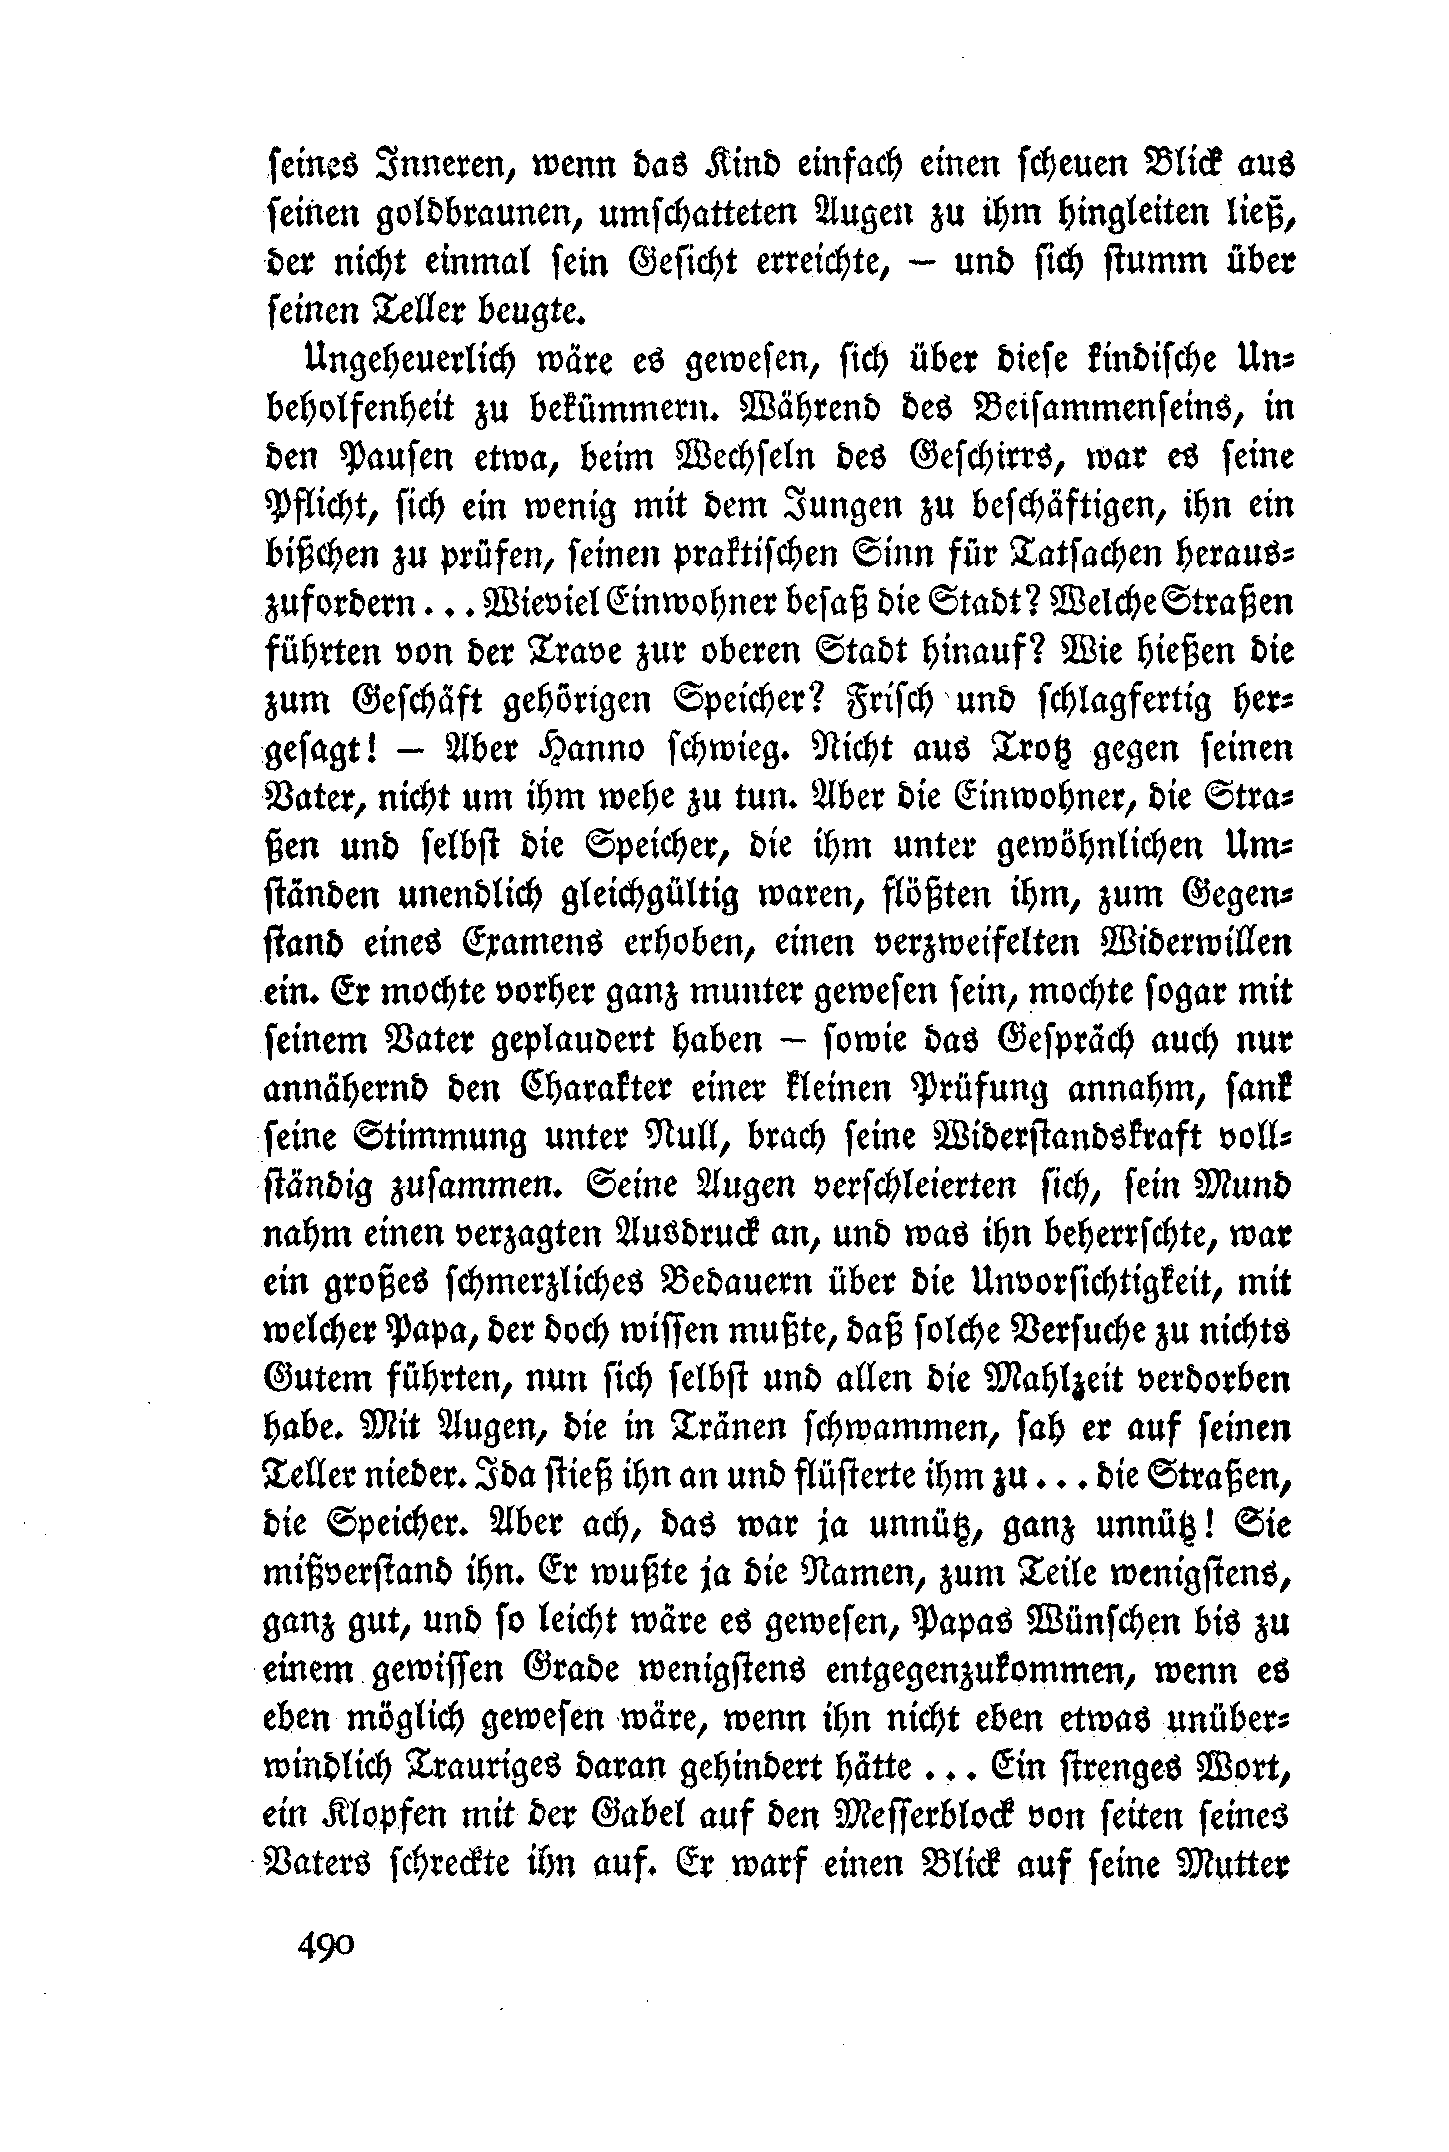 seines Inneren, wenn das Kind einfach einen scheuen Blick aus
seinen goldbraunen, umschatteten Augen zu ihm hingleiten ließ,
der nicht einmal sein Gesicht erreichte, — und sich stumm über
seinen Teller beugte.
Ungeheuerlich wäre es gewesen, sich über diese kindische Un-
beholfenheit zu bekümmern. Während des Beisammenseins, in
den Pausen etwa, beim Wechseln des Geschirrs, war es seine
Pflicht, sich ein wenig mit dem Jungen zu beschäftigen, ihn ein
bißchen zu prüfen, seinen praktischen Sinn für Tatsachen heraus-
zufordern... Wieviel Einwohner besaß die Stadt? Welche Straßen
führten von der Trave zur oberen Stadt hinauf? Wie hießen die
zum Geschäft gehörigen Speicher? Frisch und schlagfertig her-
gesagt! — Aber Hanno schwieg. Nicht aus Trotz gegen seinen
Vater, nicht um ihm wehe zu tun. Aber die Einwohner, die Stra-
ßen und selbst die Speicher, die ihm unter gewöhnlichen Um-
ständen unendlich gleichgültig waren, flößten ihm, zum Gegen-
stand eines Examens erhoben, einen verzweifelten Widerwillen
ein. Er mochte vorher ganz munter gewesen sein, mochte sogar mit
seinem Vater geplaudert haben — sowie das Gespräch auch nur
annähernd den Charakter einer kleinen Prüfung annahm, sank
seine Stimmung unter Null, brach seine Widerstandskraft voll-
ständig zusammen. Seine Augen verschleierten sich, sein Mund
nahm einen verzagten Ausdruck an, und was ihn beherrschte, war
ein großes schmerzliches Bedauern über die Unvorsichtigkeit, mit
welcher Papa, der doch wissen mußte, daß solche Versuche zu nichts
Gutem führten, nun sich selbst und allen die Mahlzeit verdorben
habe. Mit Augen, die in Tränen schwammen, sah er auf seinen
Teller nieder. Ida stieß ihn an und flüsterte ihm zu... die Straßen,
die Speicher. Aber ach, das war ja unnütz, ganz unnütz! Sie
mißverstand ihn. Er wußte ja die Namen, zum Teile wenigstens,
ganz gut, und so leicht wäre es gewesen, Papas Wünschen bis zu
einem gewissen Grade wenigstens entgegenzukommen, wenn es
eben möglich gewesen wäre, wenn ihn nicht eben etwas unüber-
windlich Trauriges daran gehindert hätte... Ein strenges Wort,
ein Klopfen mit der Gabel auf den Messerblock von seiten seines
Vaters schreckte ihn auf. Er warf einen Blick auf seine Mutter
490